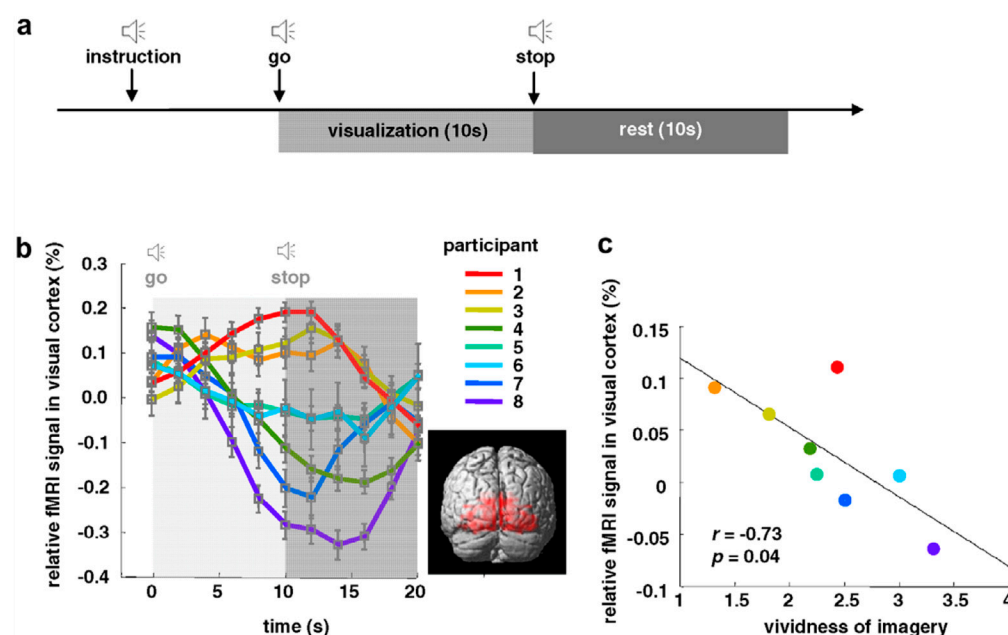 a
instruction
go
stop
visualization (10s)
rest (10s)
b
relative fMRI signal in visual cortex (%)
0.3
0.2
0.1
0.0
-0.1
-0.2
-0.3
-0.4
go
stop
0
5
10
15
20
time (s)
participant
1
2
3
4
5
6
7
8
c
relative fMRI signal in visual cortex (%)
0.15
0.1
0.05
0
-0.05
-0.1
r = -0.73
p = 0.04
1
1.5
2
2.5
3
3.5
4
vividness of imagery